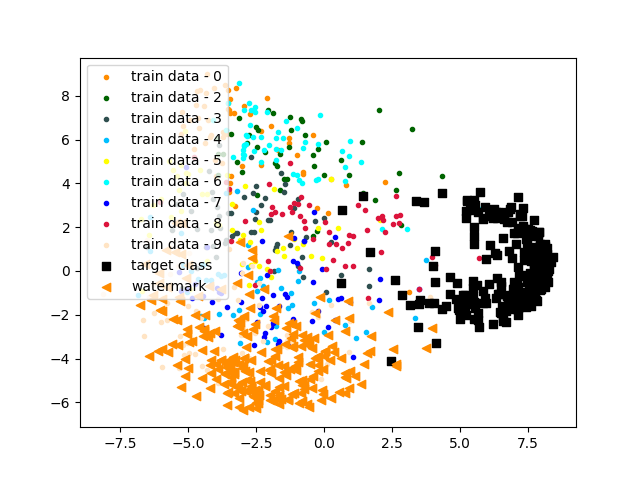 train data - 0
train data - 2
train data - 3
train data - 4
train data - 5
train data - 6
train data - 7
train data - 8
train data - 9
target class
watermark
8
6
4
2
0
−2
−4
−6
−7.5
−5.0
−2.5
0.0
2.5
5.0
7.5